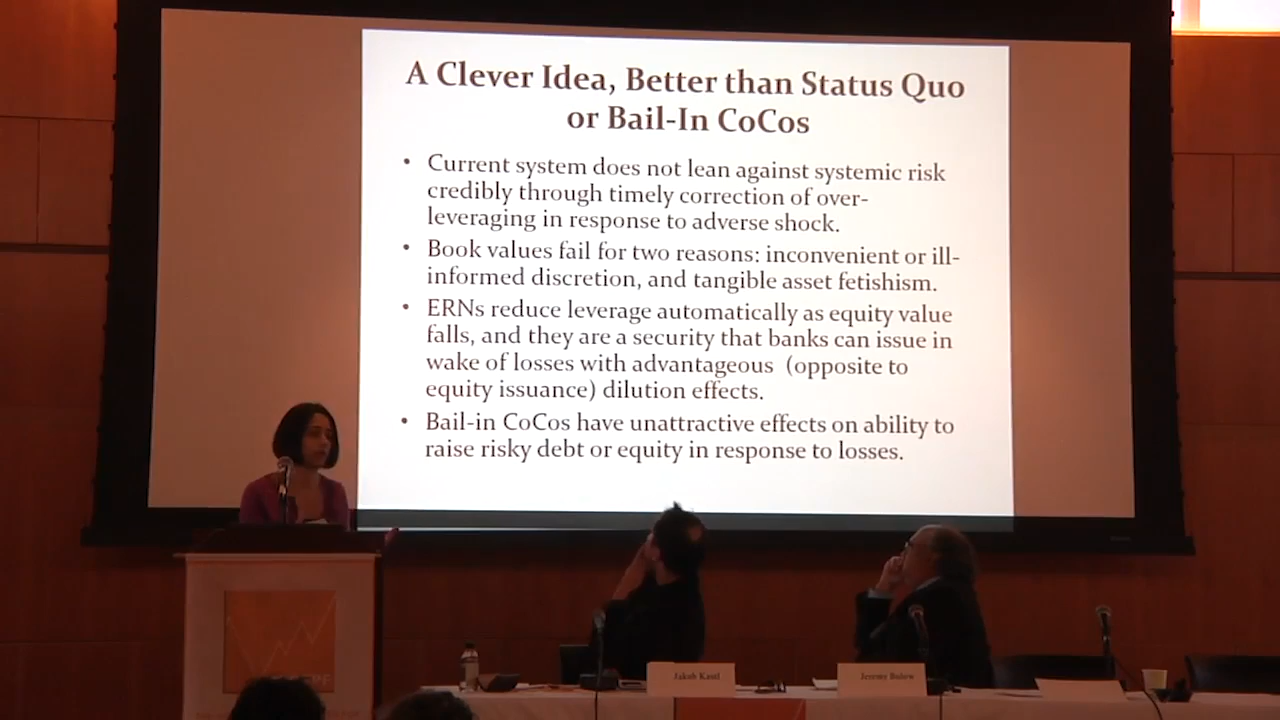 A Clever Idea, Better than Status Quo
or Bail-In CoCos
• Current system does not lean against systemic risk
credibly through timely correction of over-
leveraging in response to adverse shock.
• Book values fail for two reasons: inconvenient or ill-
informed discretion, and tangible asset fetishism.
• ERNs reduce leverage automatically as equity value
falls, and they are a security that banks can issue in
wake of losses with advantageous (opposite to
equity issuance) dilution effects.
• Bail-in CoCos have unattractive effects on ability to
raise risky debt or equity in response to losses.
Jakub Kastl
Jeremy Bulow